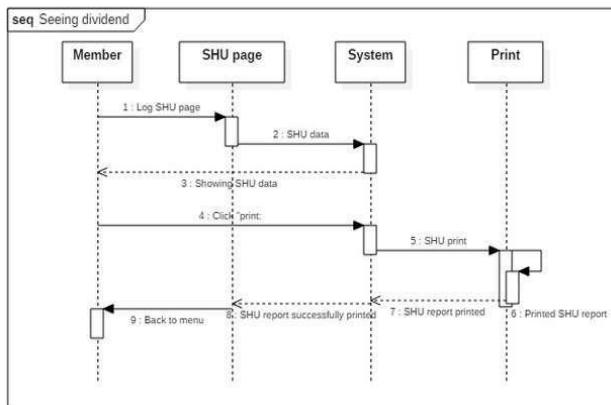 seq Seeing dividend
Member
SHU page
System
Print
1 : Log SHU page
2 : SHU data
3 : Showing SHU data
4 : Click "print:
5 : SHU print
6 : Printed SHU report
7 : SHU report printed
8 : SHU report successfully printed
9 : Back to menu